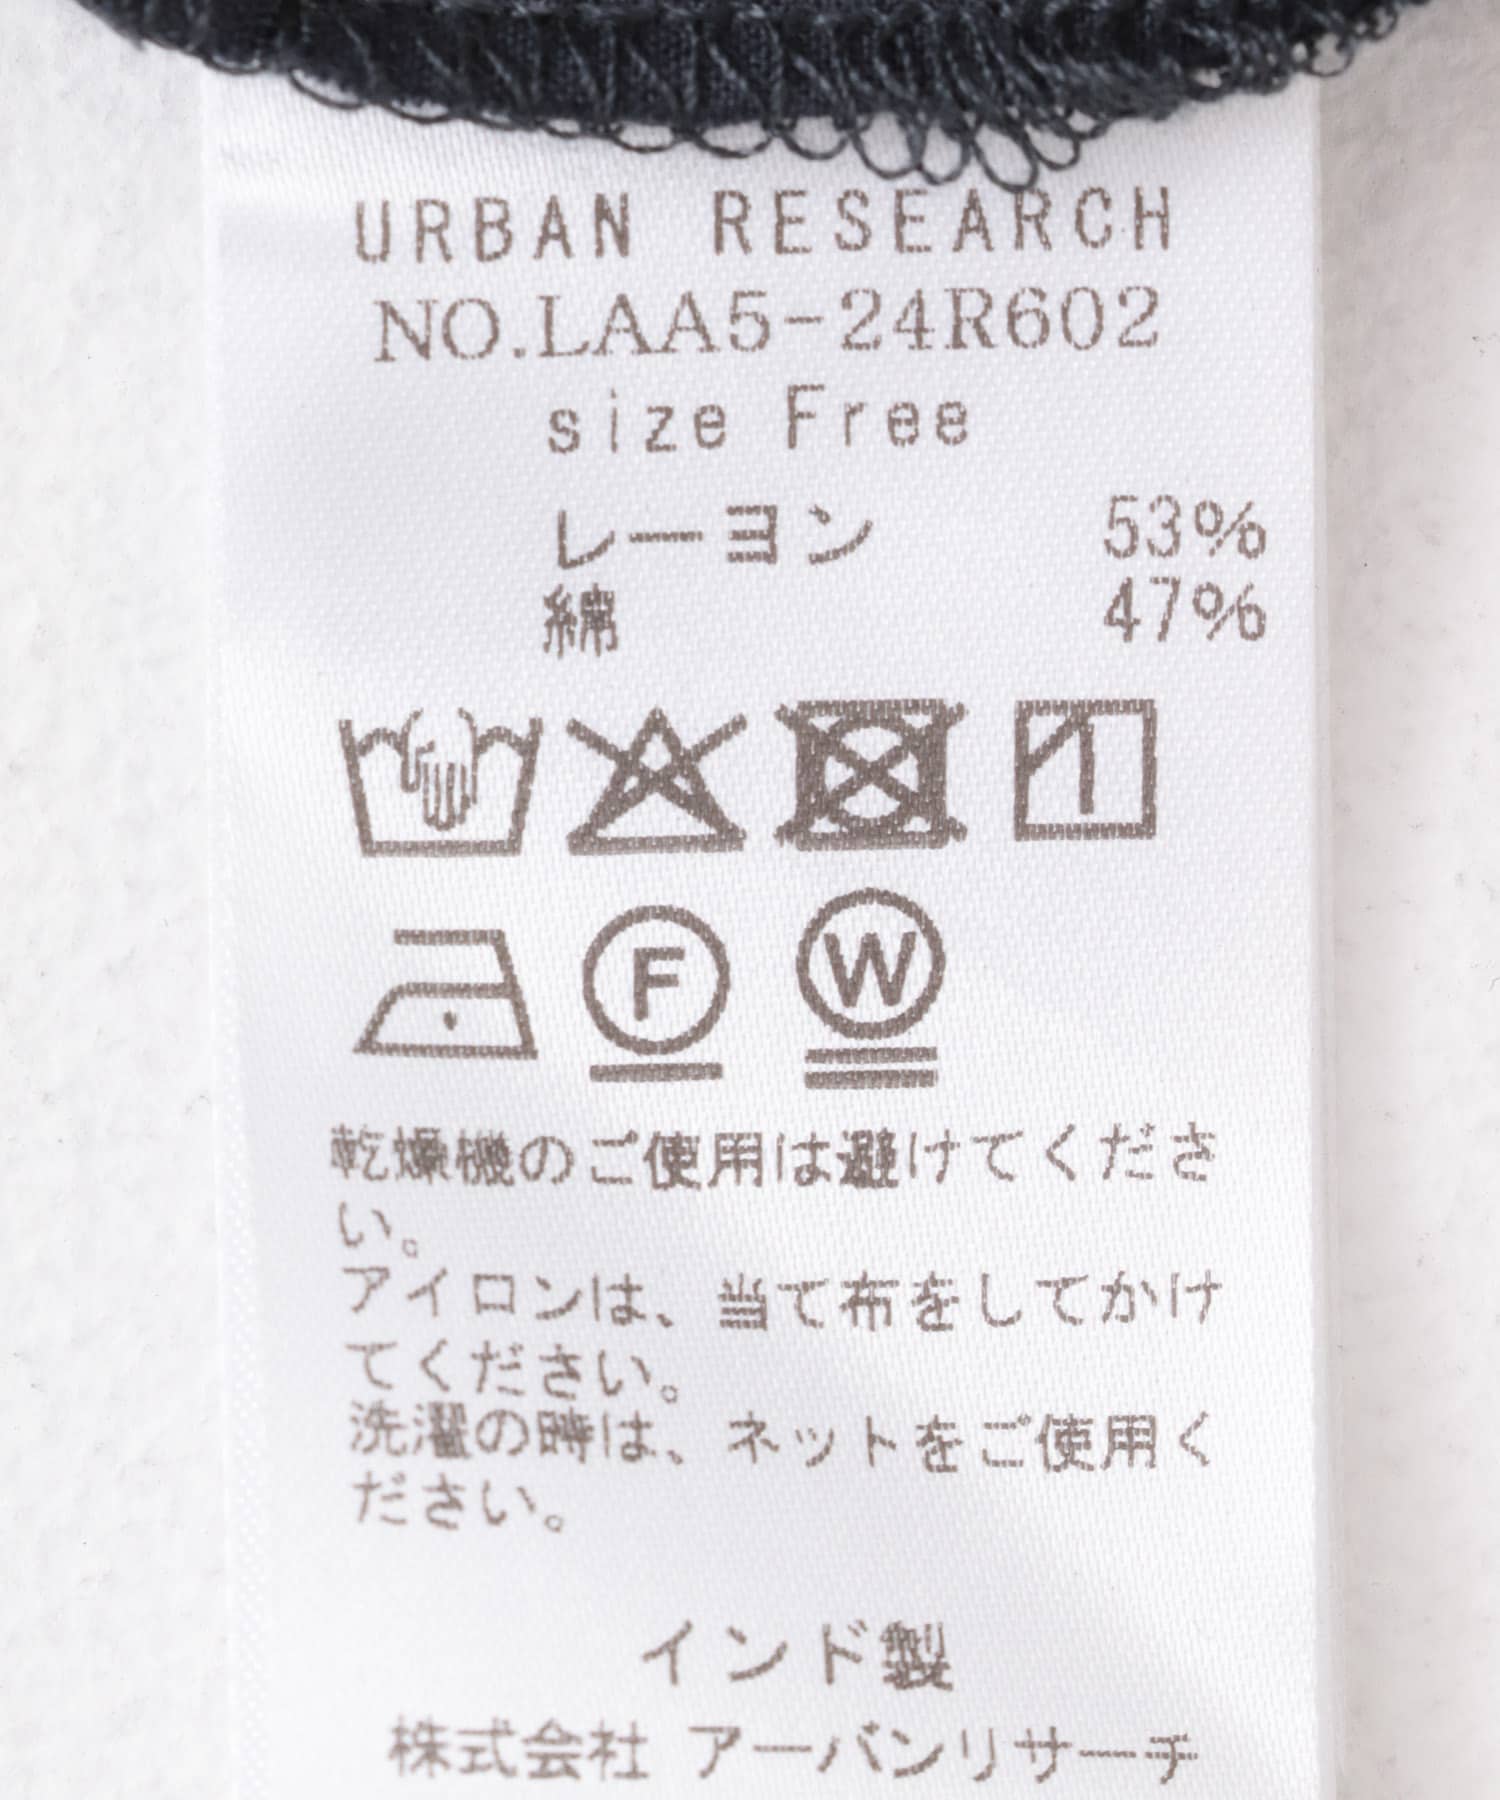 URBAN RESEARCH
NO.LAA5-24R602
size Free
レーヨン 53%
綿 47%
F W
乾燥機のご使用は避けてくださ
い。
アイロンは、当て布をしてかけ
てください。
洗濯の時は、ネットをご使用く
ださい。
インド製
株式会社 アーバンリサーチ